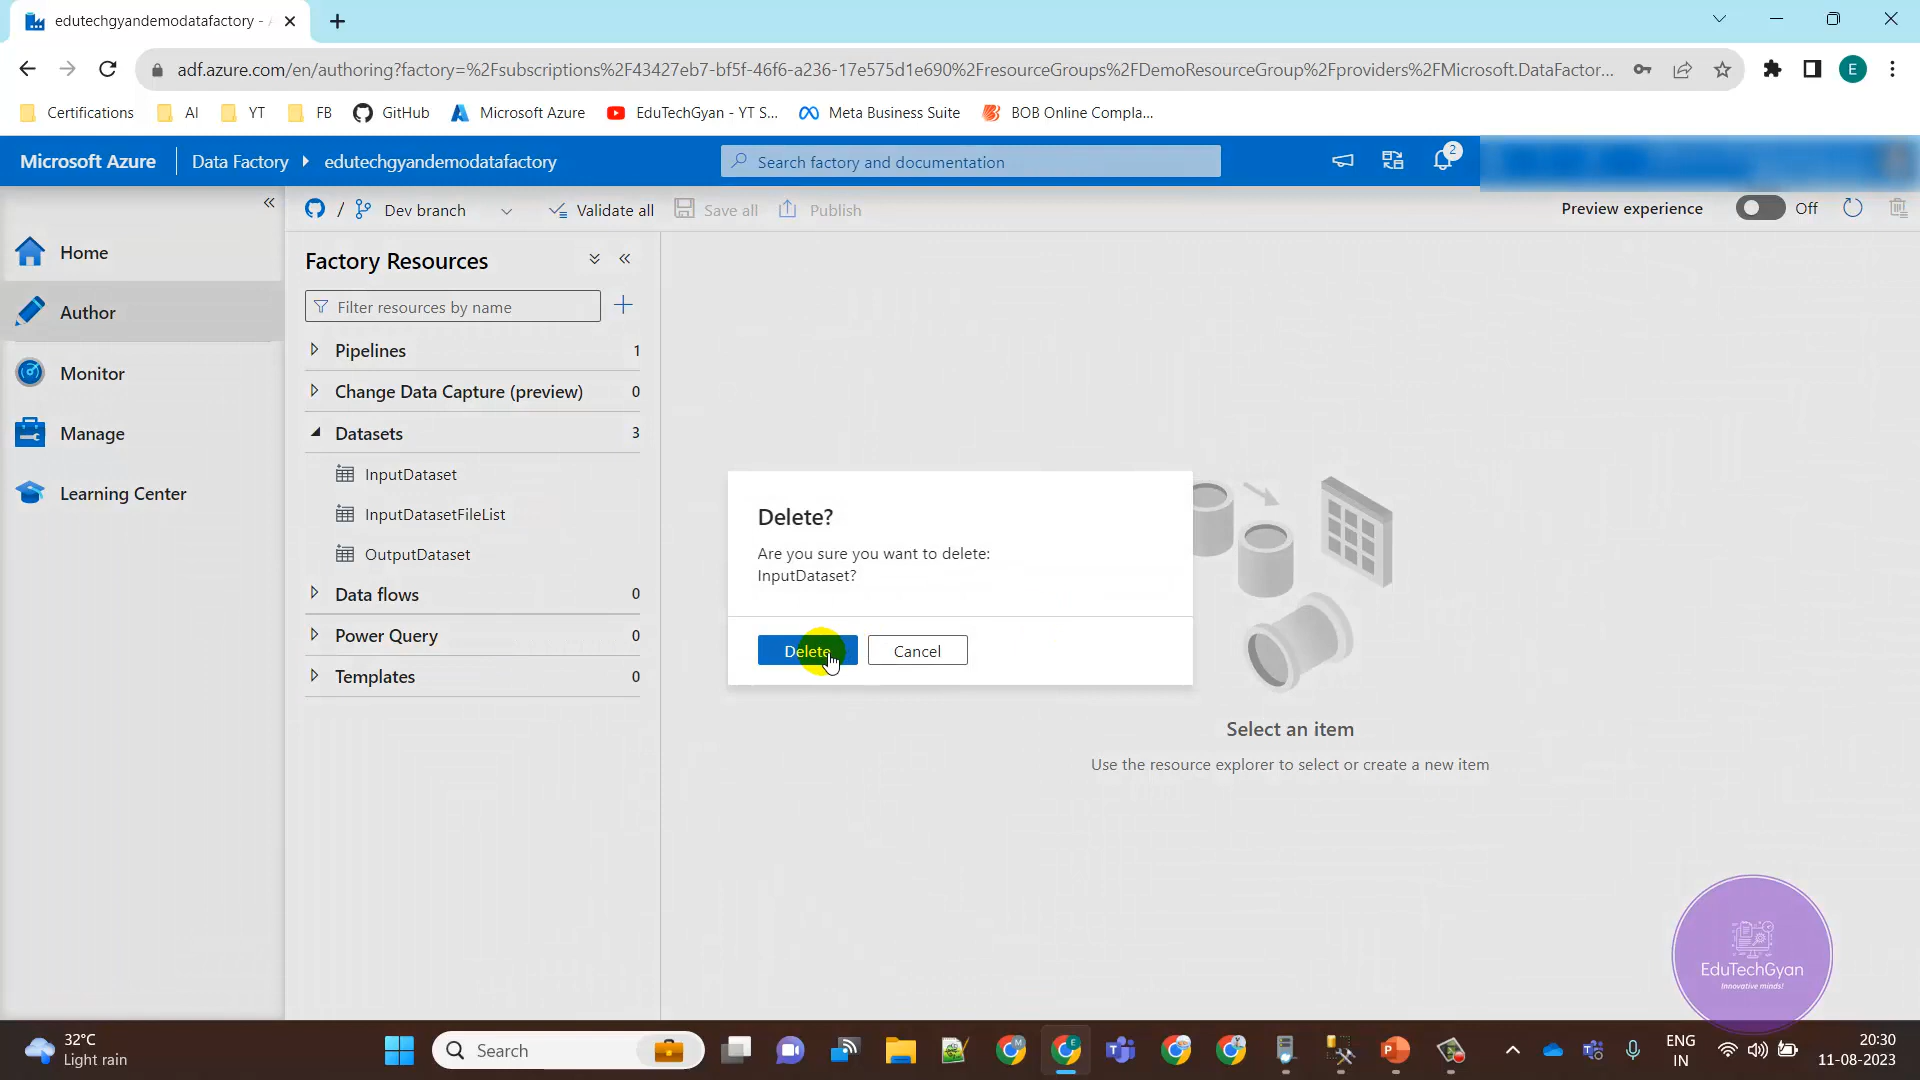 edutechgyandemodatafactory - A
adf.azure.com/en/authoring?factory=%2Fsubscriptions%2F43427eb7-bf5f-46f6-a236-17e575d1e690%2FresourceGroups%2FDemoResourceGroup%2Fproviders%2FMicrosoft.DataFactor...
E
Certifications
AI
YT
FB
GitHub
Microsoft Azure
EduTechGyan - YT S...
Meta Business Suite
BOB Online Compla...
Microsoft Azure
Data Factory
edutechgyandemodatafactory
Search factory and documentation
2
/
Dev branch
Validate all
Save all
Publish
Preview experience
Off
Home
Author
Monitor
Manage
Learning Center
Factory Resources
Filter resources by name
Pipelines 1
Change Data Capture (preview) 0
Datasets 3
InputDataset
InputDatasetFileList
OutputDataset
Data flows 0
Power Query 0
Templates 0
Delete?
Are you sure you want to delete:
InputDataset?
Delete
Cancel
Select an item
Use the resource explorer to select or create a new item
EduTechGyan
Innovative minds!
32°C
Light rain
Search
ENG
IN
20:30
11-08-2023